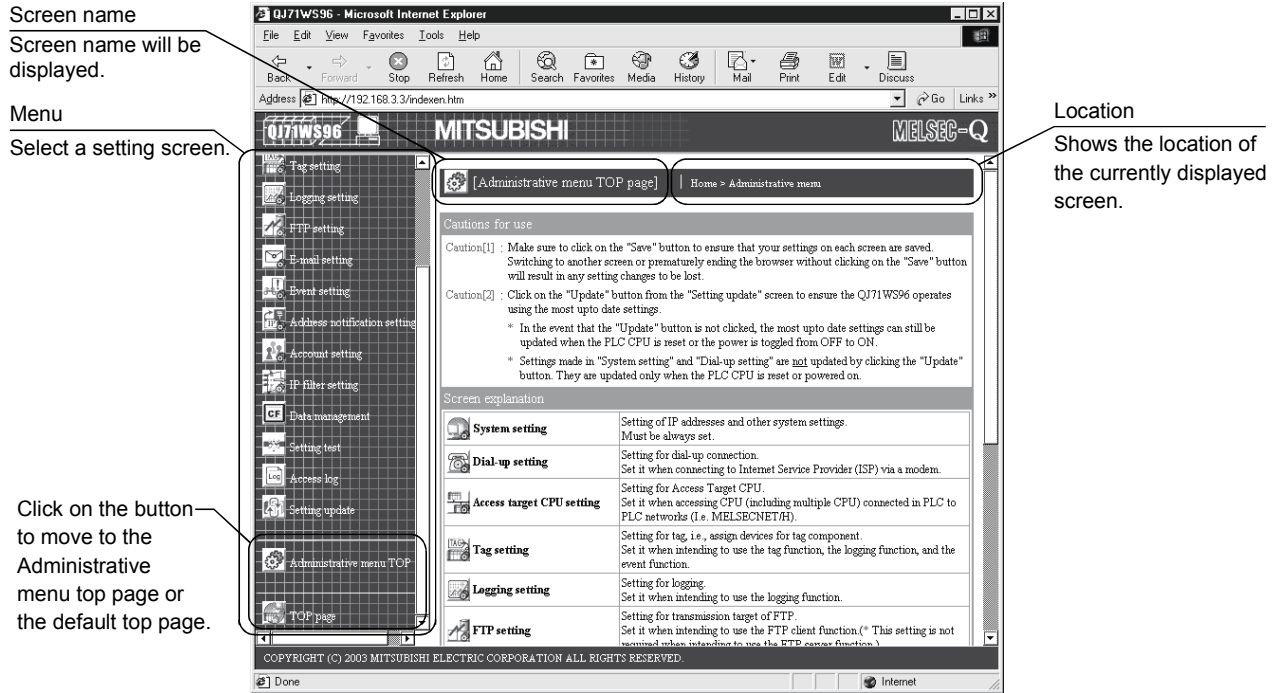 Screen name
Screen name will be
displayed.
Menu
Select a setting screen.
Click on the button
to move to the
Administrative
menu top page or
the default top page.
QJ71WS96 - Microsoft Internet Explorer
File Edit View Favorites Tools Help
Back Forward Stop Refresh Home Search Favorites Media History Mail Print Edit Discuss
Address http://192.168.3.3/indexen.htm Go Links »
QJ71WS96 MITSUBISHI MELSEC-Q
Tag setting
Logging setting
FTP setting
E-mail setting
Event setting
Address notification setting
Account setting
IP filter setting
CF Data management
Setting test
Log Access log
Setting update
Administrative menu TOP
TOP page
[Administrative menu TOP page] | Home > Administrative menu
Cautions for use
Caution[1] : Make sure to click on the "Save" button to ensure that your settings on each screen are saved.
Switching to another screen or prematurely ending the browser without clicking on the "Save" button
will result in any setting changes to be lost.
Caution[2] : Click on the "Update" button from the "Setting update" screen to ensure the QJ71WS96 operates
using the most upto date settings.
* In the event that the "Update" button is not clicked, the most upto date settings can still be
updated when the PLC CPU is reset or the power is toggled from OFF to ON.
* Settings made in "System setting" and "Dial-up setting" are not updated by clicking the "Update"
button. They are updated only when the PLC CPU is reset or powered on.
Screen explanation
System setting
Setting of IP addresses and other system settings.
Must be always set.
Dial-up setting
Setting for dial-up connection.
Set it when connecting to Internet Service Provider (ISP) via a modem.
Access target CPU setting
Setting for Access Target CPU.
Set it when accessing CPU (including multiple CPU) connected in PLC to
PLC networks (I.e. MELSECNET/H).
Tag setting
Setting for tag, i.e., assign devices for tag component.
Set it when intending to use the tag function, the logging function, and the
event function.
Logging setting
Setting for logging.
Set it when intending to use the logging function.
FTP setting
Setting for transmission target of FTP.
Set it when intending to use the FTP client function.(* This setting is not
required when intending to use the FTP server function.)
COPYRIGHT (C) 2003 MITSUBISHI ELECTRIC CORPORATION ALL RIGHTS RESERVED.
Done Internet
Location
Shows the location of
the currently displayed
screen.